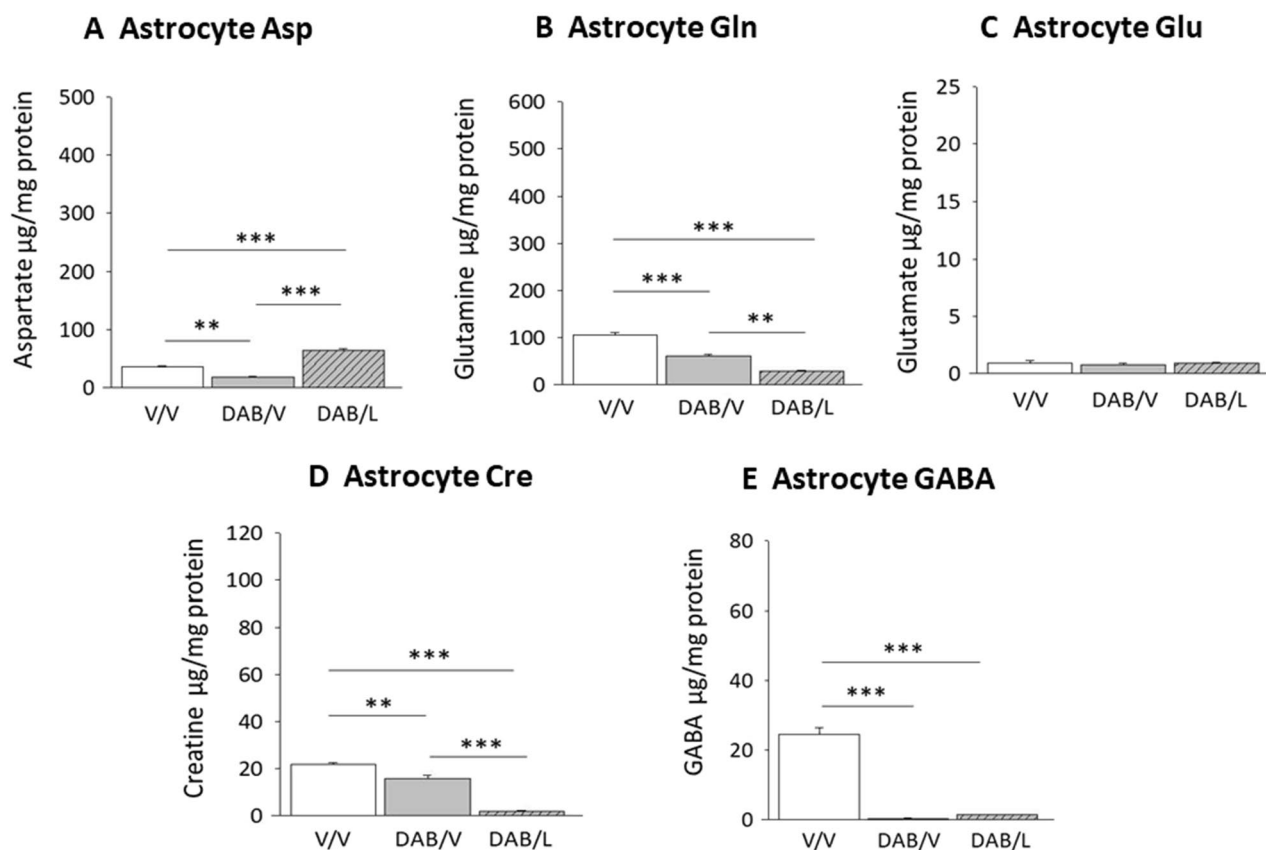 A Astrocyte Asp
Aspartate µg/mg protein
500
400
300
200
100
0
***
***
**
V/V DAB/V DAB/L
B Astrocyte Gln
Glutamine µg/mg protein
600
500
400
300
200
100
0
***
***
**
V/V DAB/V DAB/L
C Astrocyte Glu
Glutamate µg/mg protein
25
20
15
10
5
0
V/V DAB/V DAB/L
D Astrocyte Cre
Creatine µg/mg protein
120
100
80
60
40
20
0
***
**
***
V/V DAB/V DAB/L
E Astrocyte GABA
GABA µg/mg protein
80
60
40
20
0
***
***
V/V DAB/V DAB/L